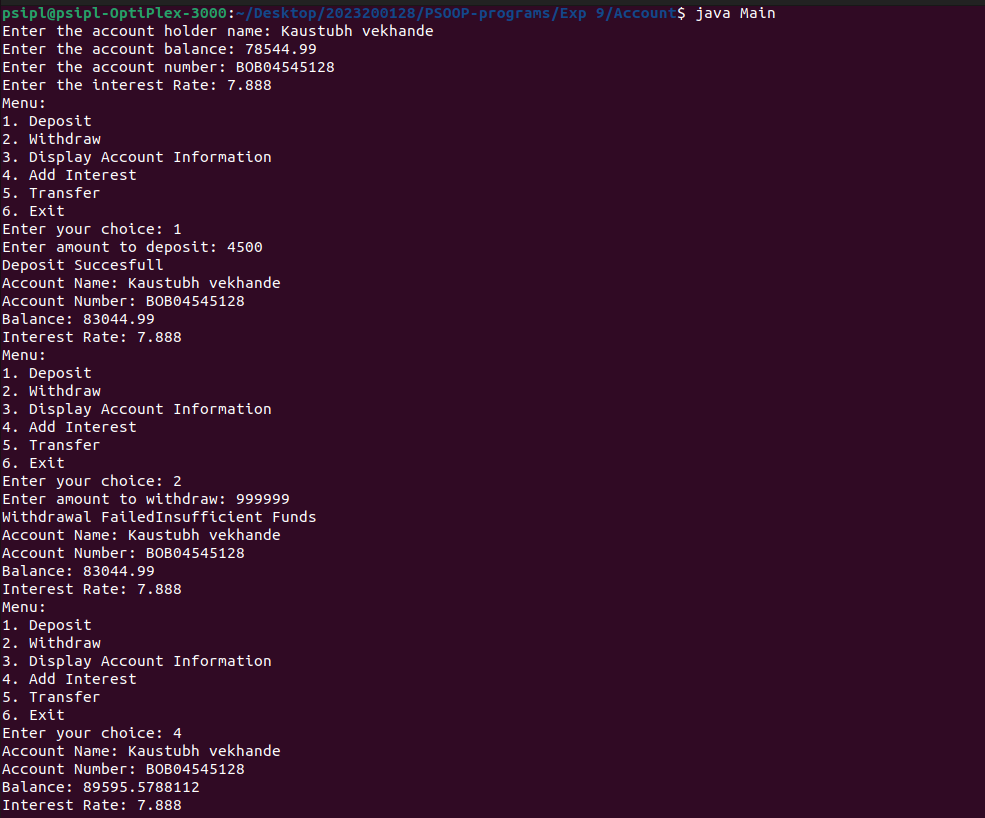 psipl@psipl-OptiPlex-3000:~/Desktop/2023200128/PSOOP-programs/Exp 9/Account$ java Main
Enter the account holder name: Kaustubh vekhande
Enter the account balance: 78544.99
Enter the account number: BOB04545128
Enter the interest Rate: 7.888
Menu:
1. Deposit
2. Withdraw
3. Display Account Information
4. Add Interest
5. Transfer
6. Exit
Enter your choice: 1
Enter amount to deposit: 4500
Deposit Succesfull
Account Name: Kaustubh vekhande
Account Number: BOB04545128
Balance: 83044.99
Interest Rate: 7.888
Menu:
1. Deposit
2. Withdraw
3. Display Account Information
4. Add Interest
5. Transfer
6. Exit
Enter your choice: 2
Enter amount to withdraw: 999999
Withdrawal FailedInsufficient Funds
Account Name: Kaustubh vekhande
Account Number: BOB04545128
Balance: 83044.99
Interest Rate: 7.888
Menu:
1. Deposit
2. Withdraw
3. Display Account Information
4. Add Interest
5. Transfer
6. Exit
Enter your choice: 4
Account Name: Kaustubh vekhande
Account Number: BOB04545128
Balance: 89595.5788112
Interest Rate: 7.888